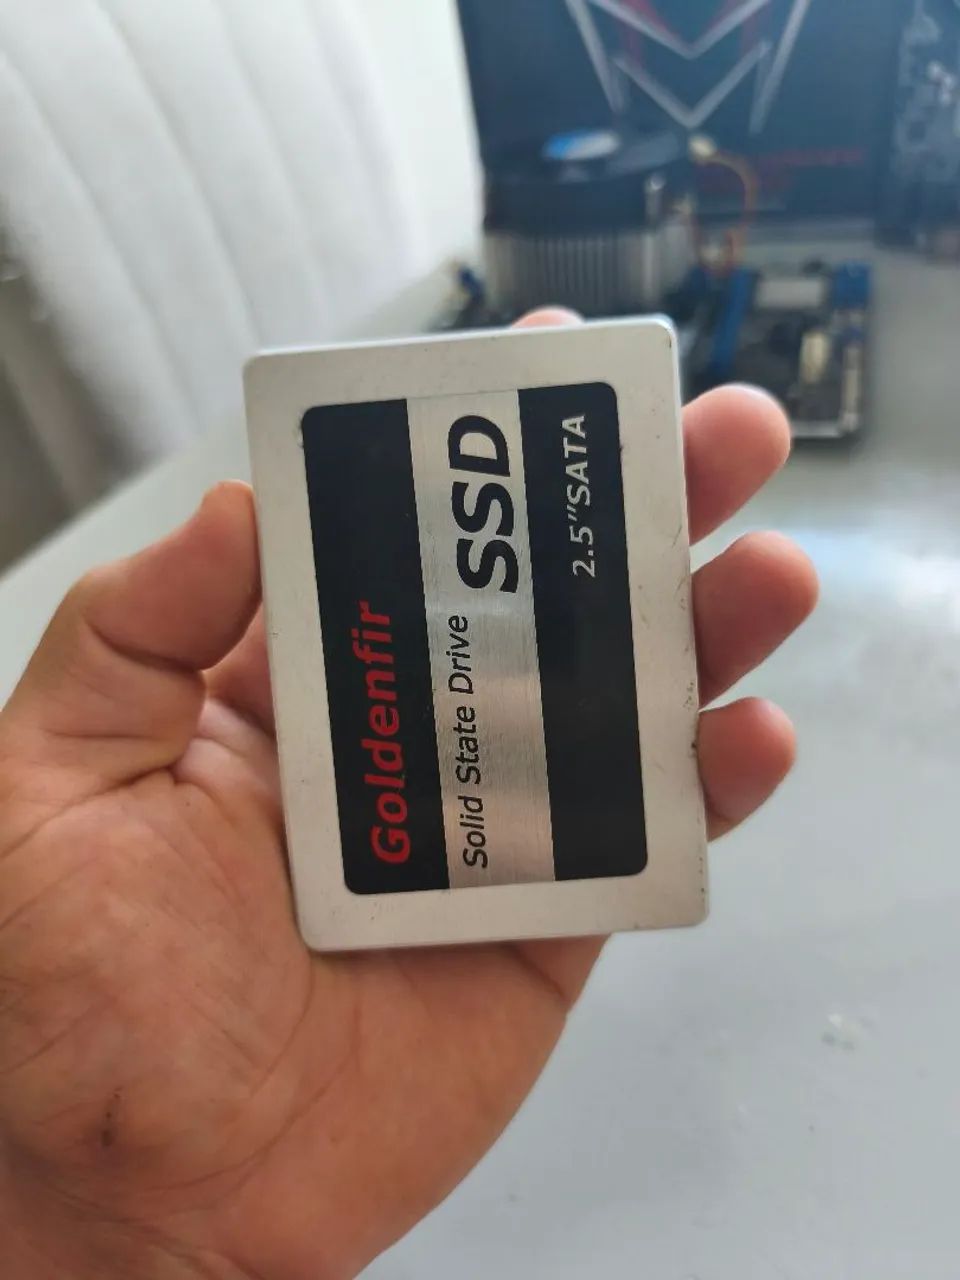 Goldenfir
Solid State Drive SSD
2.5"SATA